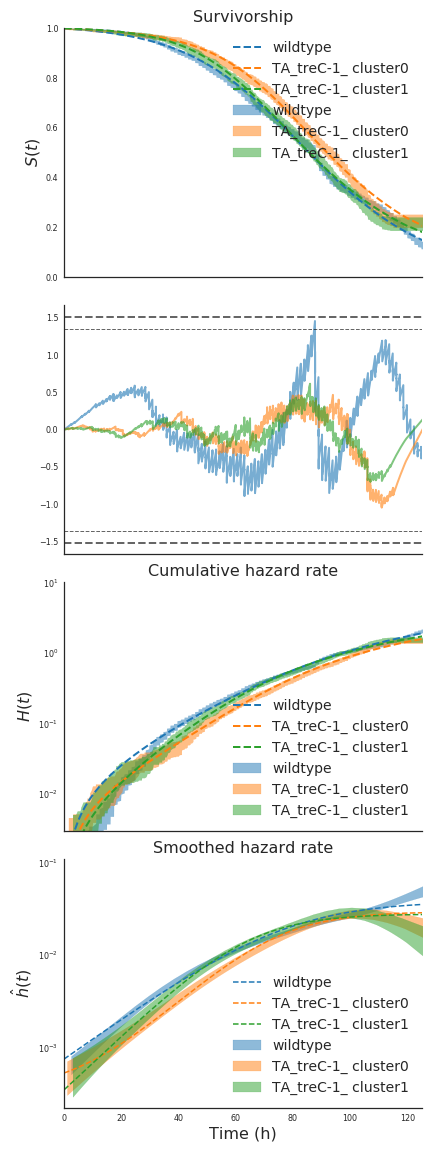 Survivorship
1.0
0.8
0.6
0.4
0.2
0.0
S(t)
wildtype
TA_treC-1_ cluster0
TA_treC-1_ cluster1
wildtype
TA_treC-1_ cluster0
TA_treC-1_ cluster1
1.5
1.0
0.5
0.0
−0.5
−1.0
−1.5
Cumulative hazard rate
10¹
10⁰
10⁻¹
10⁻²
H(t)
wildtype
TA_treC-1_ cluster0
TA_treC-1_ cluster1
wildtype
TA_treC-1_ cluster0
TA_treC-1_ cluster1
Smoothed hazard rate
10⁻¹
10⁻²
10⁻³
ĥ(t)
wildtype
TA_treC-1_ cluster0
TA_treC-1_ cluster1
wildtype
TA_treC-1_ cluster0
TA_treC-1_ cluster1
0 20 40 60 80 100 120
Time (h)